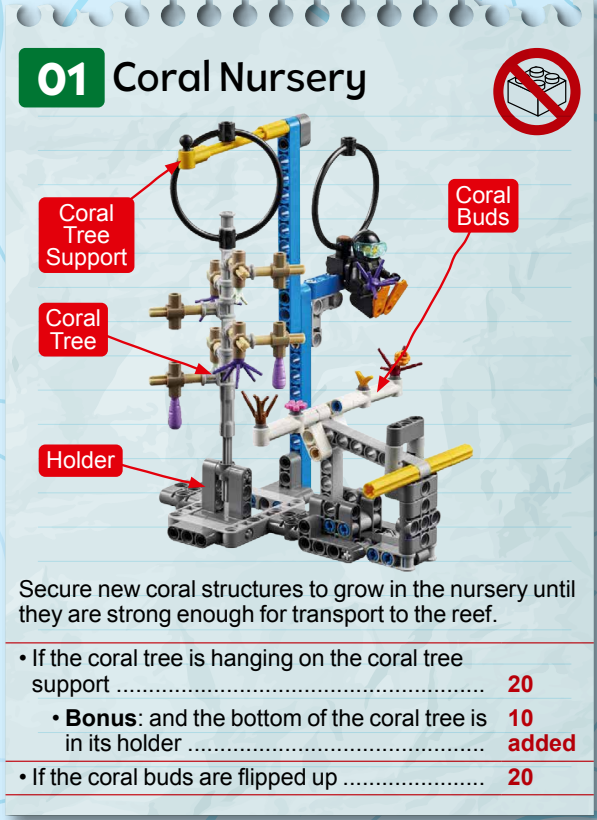 01 Coral Nursery
Coral
Tree
Support
Coral
Buds
Coral
Tree
Holder
Secure new coral structures to grow in the nursery until
they are strong enough for transport to the reef.
• If the coral tree is hanging on the coral tree
support ..................................................... 20
• Bonus: and the bottom of the coral tree is 10
in its holder ........................................... added
• If the coral buds are flipped up ..................... 20